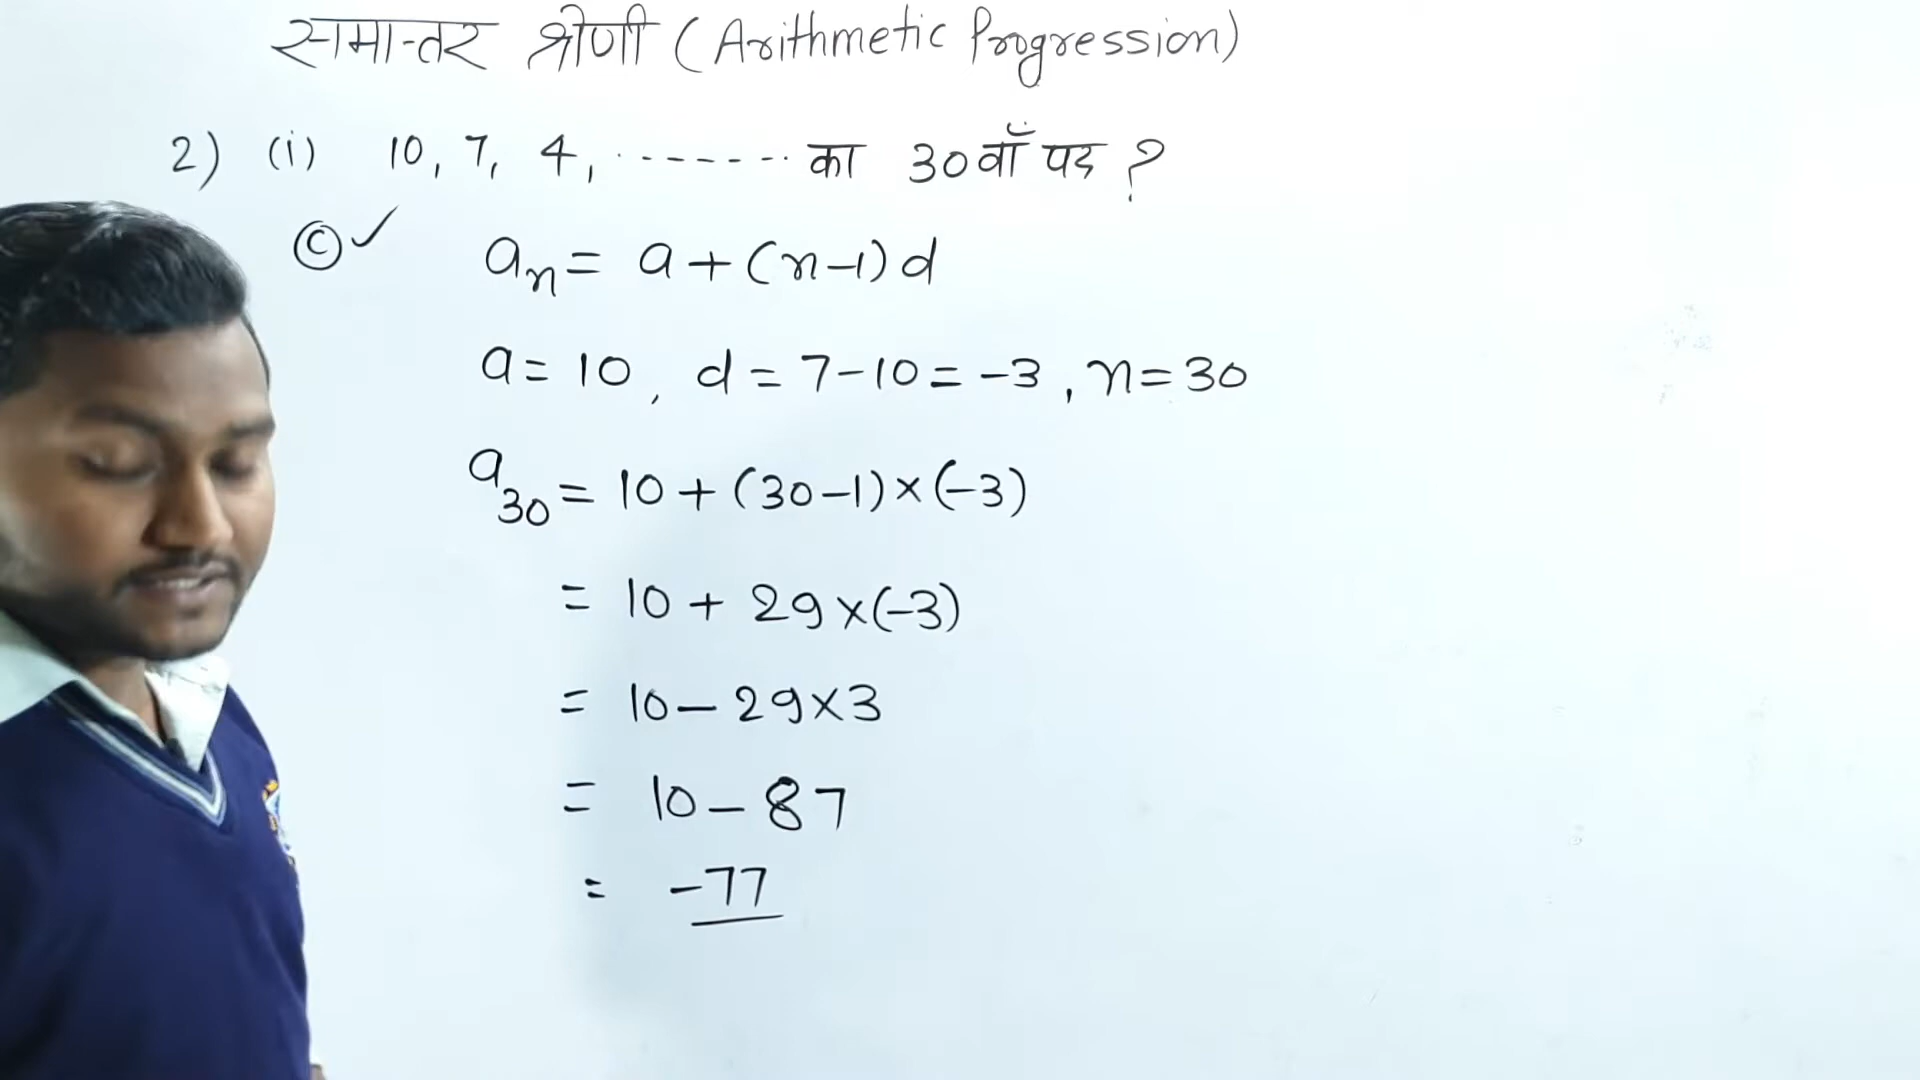 समान्तर श्रेणी (Arithmetic Progression)
2) (i) 10, 7, 4, ------- का 30वाँ पद ?
Ⓒ✓ aₙ = a + (n-1) d
a = 10, d = 7-10 = -3, n = 30
a₃₀ = 10 + (30-1)×(-3)
= 10 + 29×(-3)
= 10 - 29×3
= 10 - 87
= -77